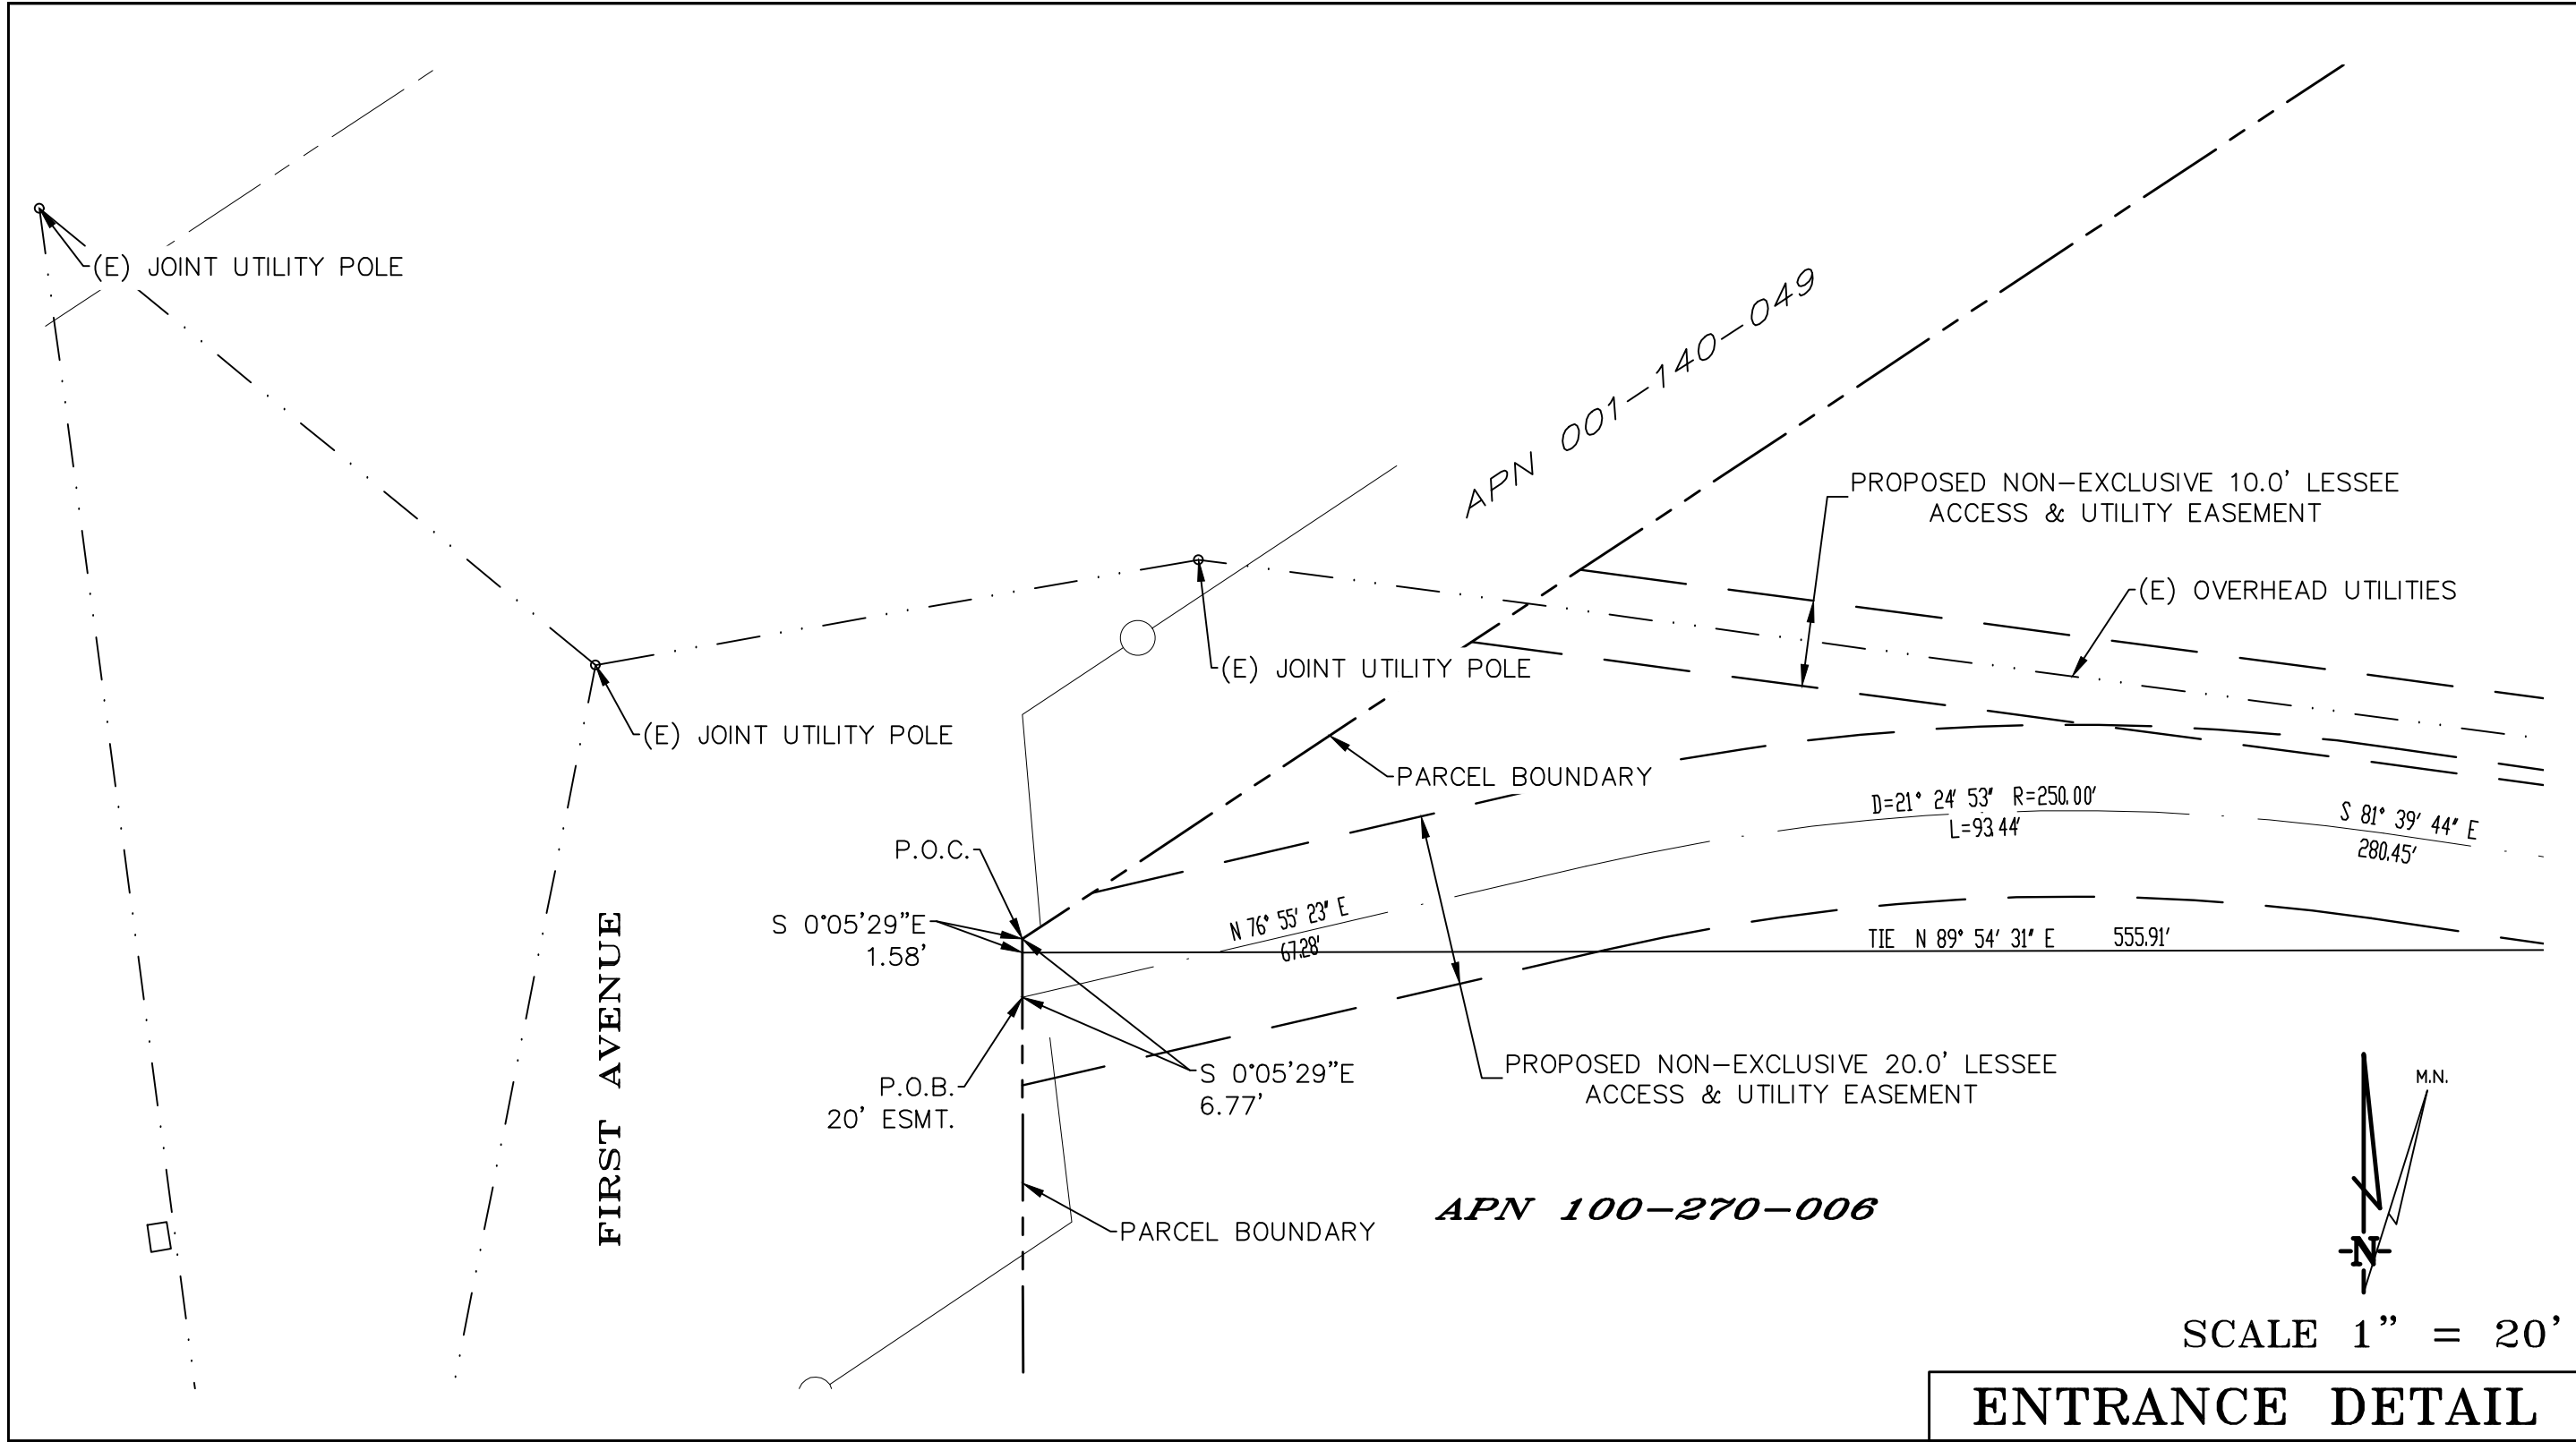 (E) JOINT UTILITY POLE
APN 001-140-049
PROPOSED NON-EXCLUSIVE 10.0' LESSEE
ACCESS & UTILITY EASEMENT
(E) OVERHEAD UTILITIES
(E) JOINT UTILITY POLE
(E) JOINT UTILITY POLE
PARCEL BOUNDARY
D=21° 24' 53" R=250.00'
L=93.44'
S 81° 39' 44" E
280.45'
P.O.C.
S 0°05'29"E
1.58'
N 76° 55' 23" E
67.28'
TIE N 89° 54' 31" E 555.91'
FIRST AVENUE
P.O.B.
20' ESMT.
S 0°05'29"E
6.77'
PROPOSED NON-EXCLUSIVE 20.0' LESSEE
ACCESS & UTILITY EASEMENT
PARCEL BOUNDARY
APN 100-270-006
M.N.
-N-
SCALE 1" = 20'
ENTRANCE DETAIL